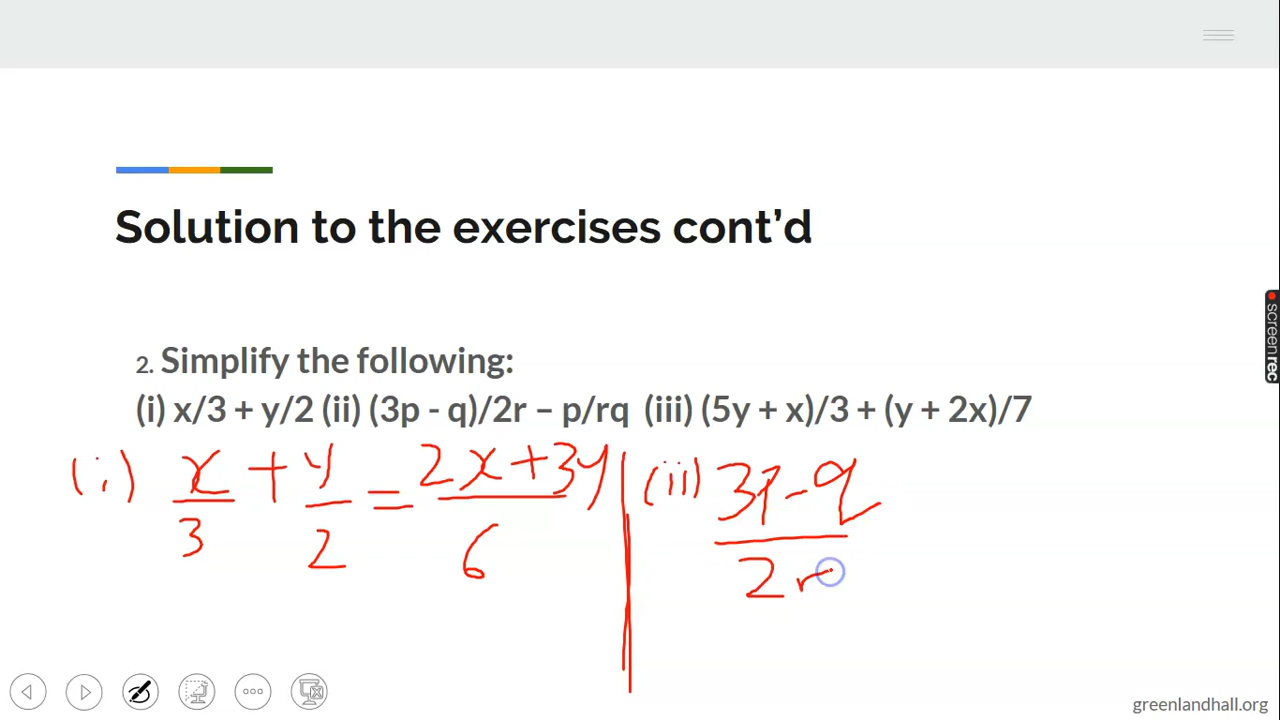 Solution to the exercises cont’d
2. Simplify the following:
(i) x/3 + y/2 (ii) (3p - q)/2r – p/rq (iii) (5y + x)/3 + (y + 2x)/7
(i) x/3 + y/2 = 2x+3y/6
(ii) 3p-q/2r
screenrec
greenlandhall.org